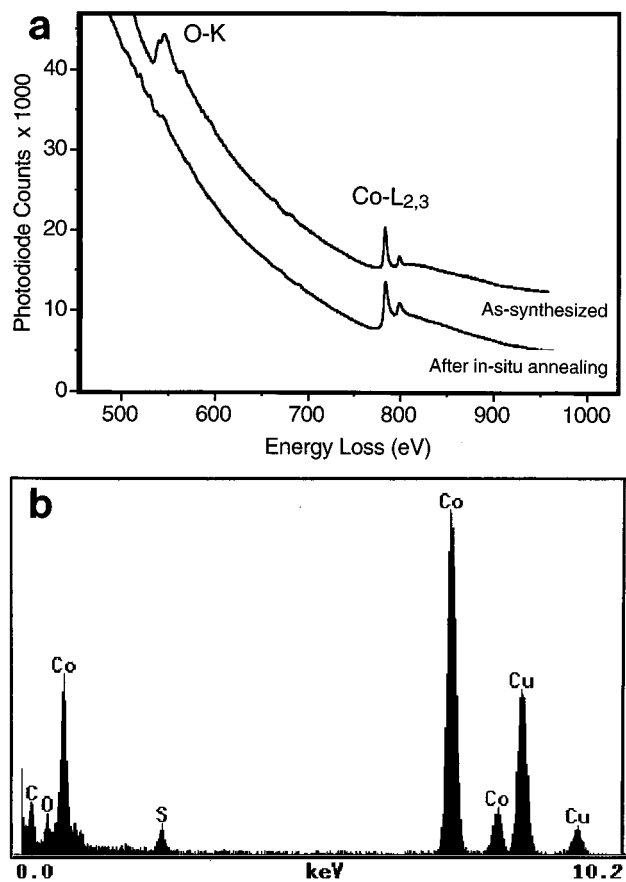 a
O-K
40
30
20
10
0
Photodiode Counts x 1000
Co-L2,3
As-synthesized
After in-situ annealing
500 600 700 800 900 1000
Energy Loss (eV)
b
Co
Co
Cu
C O
S
Co
Cu
0.0 keV 10.2